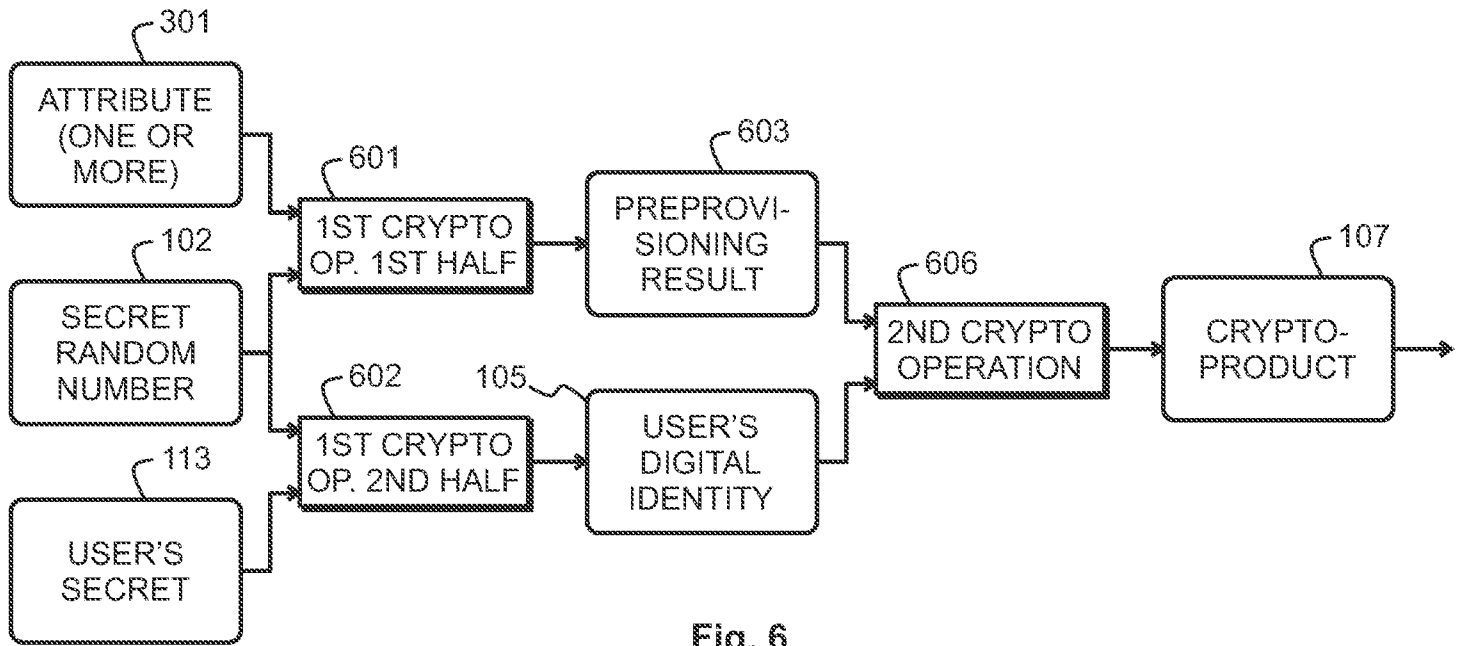 301
ATTRIBUTE
(ONE OR
MORE)
601
1ST CRYPTO
OP. 1ST HALF
603
PREPROVI-
SIONING
RESULT
102
SECRET
RANDOM
NUMBER
602
1ST CRYPTO
OP. 2ND HALF
105
USER'S
DIGITAL
IDENTITY
606
2ND CRYPTO
OPERATION
107
CRYPTO-
PRODUCT
113
USER'S
SECRET
Fig. 6